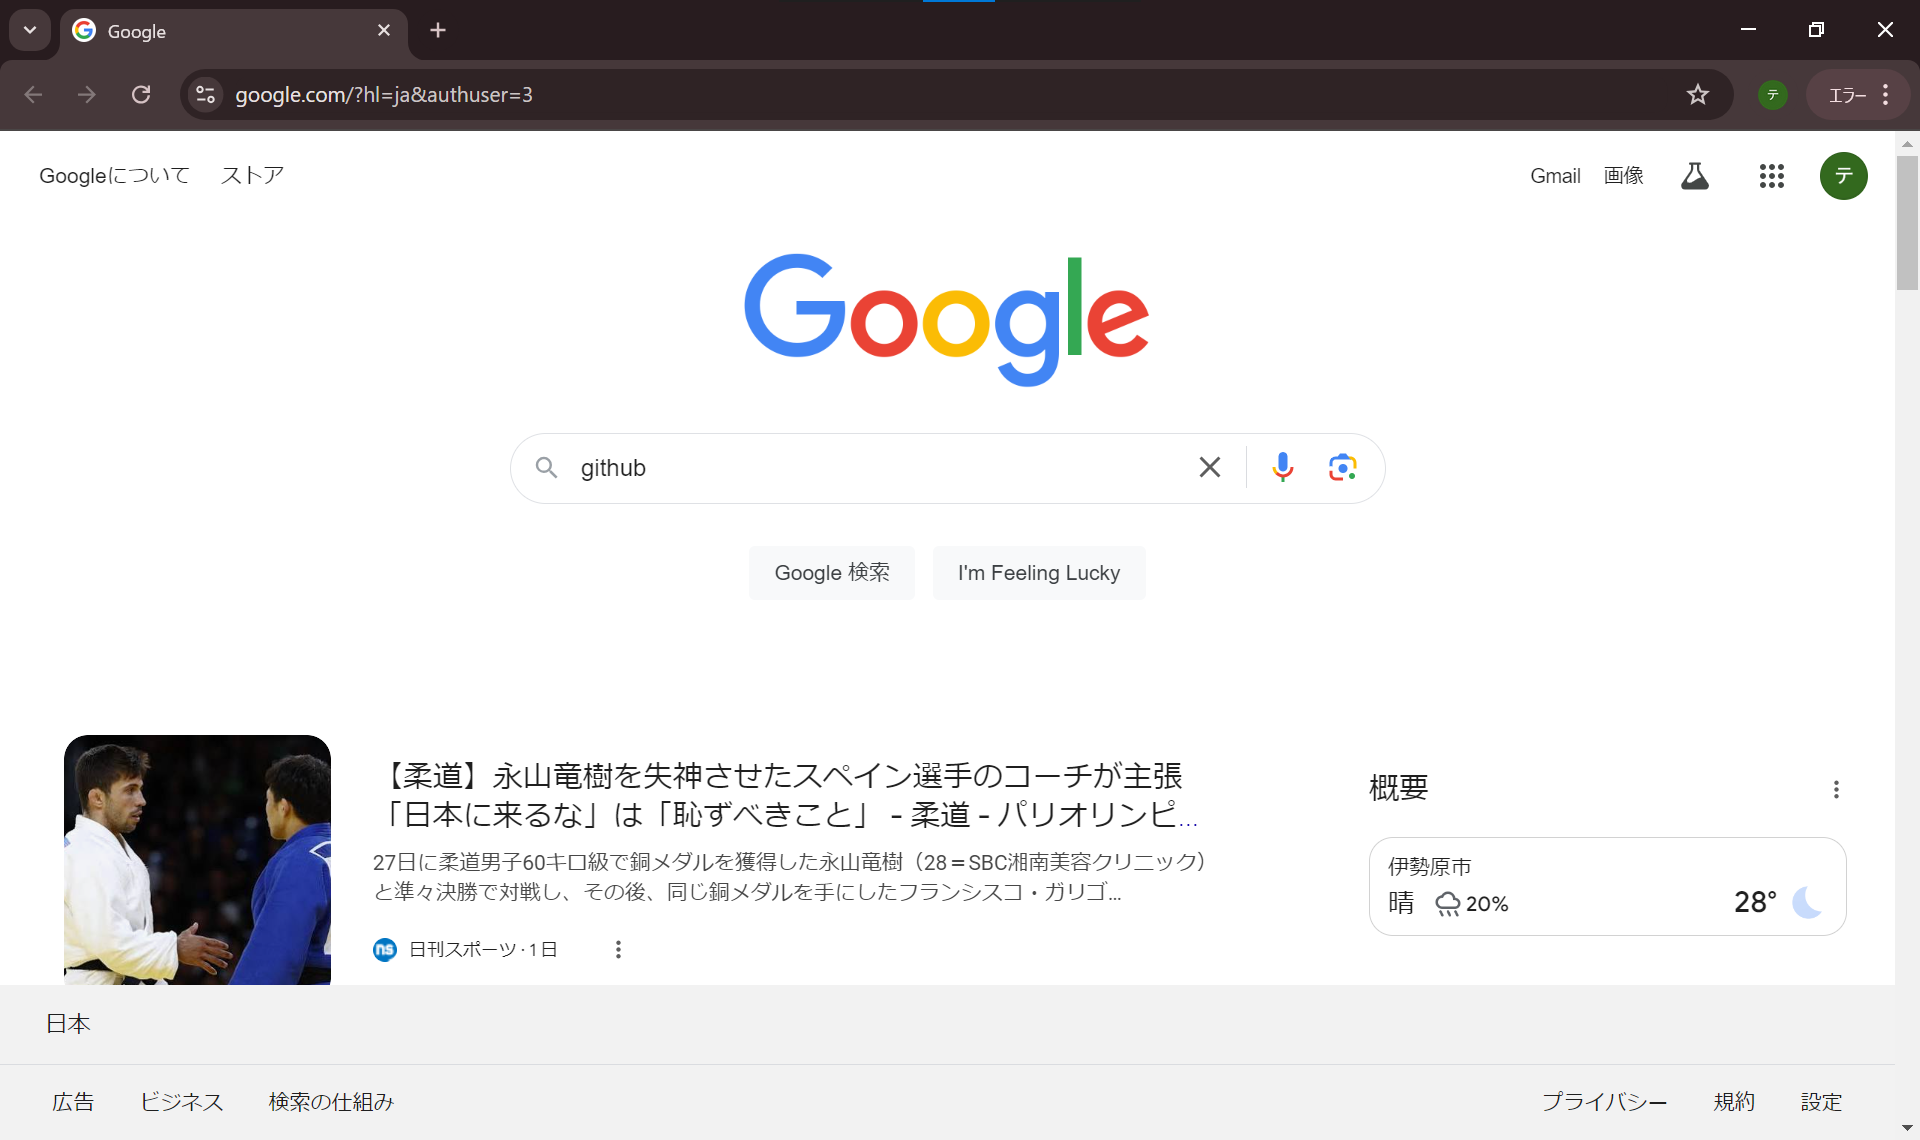 Google
google.com/?hl=ja&authuser=3
テ
エラー
Googleについて ストア
Gmail 画像
テ
Google
github
Google 検索 I'm Feeling Lucky
【柔道】永山竜樹を失神させたスペイン選手のコーチが主張
「日本に来るな」は「恥ずべきこと」 - 柔道 - パリオリンピ...
27日に柔道男子60キロ級で銅メダルを獲得した永山竜樹（28＝SBC湘南美容クリニック）
と準々決勝で対戦し、その後、同じ銅メダルを手にしたフランシスコ・ガリゴ...
ns 日刊スポーツ · 1 日
概要
伊勢原市
晴 20% 28°
日本
広告 ビジネス 検索の仕組み
プライバシー 規約 設定